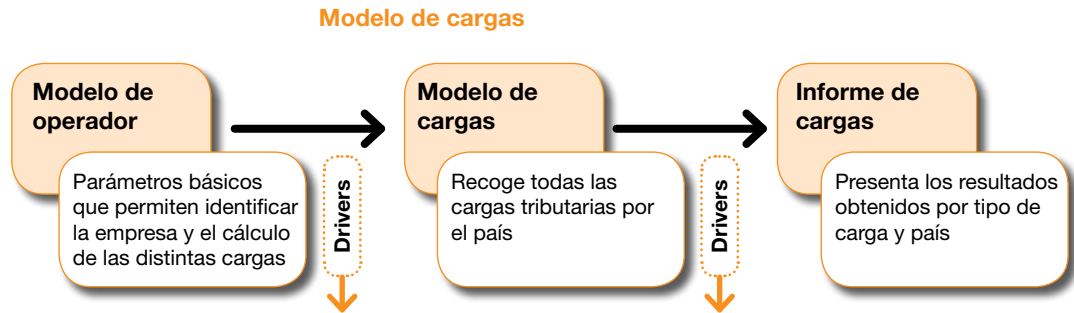 Modelo de cargas
Modelo de
operador
Parámetros básicos
que permiten identificar
la empresa y el cálculo
de las distintas cargas
Drivers
Modelo de
cargas
Recoge todas las
cargas tributarias por
el país
Drivers
Informe de
cargas
Presenta los resultados
obtenidos por tipo de
carga y país